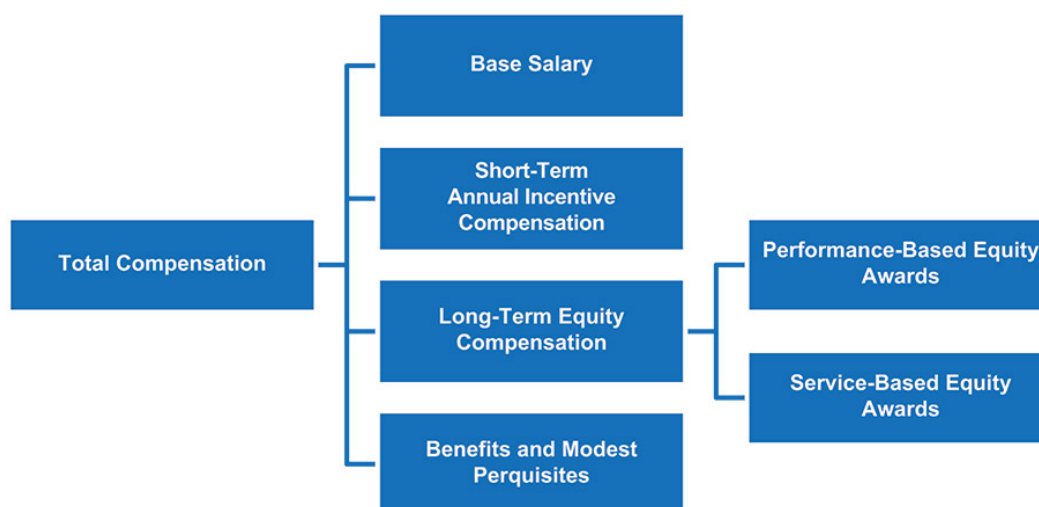 Base Salary
Short-Term
Annual Incentive
Compensation
Total Compensation
Performance-Based Equity
Awards
Long-Term Equity
Compensation
Service-Based Equity
Awards
Benefits and Modest
Perquisites